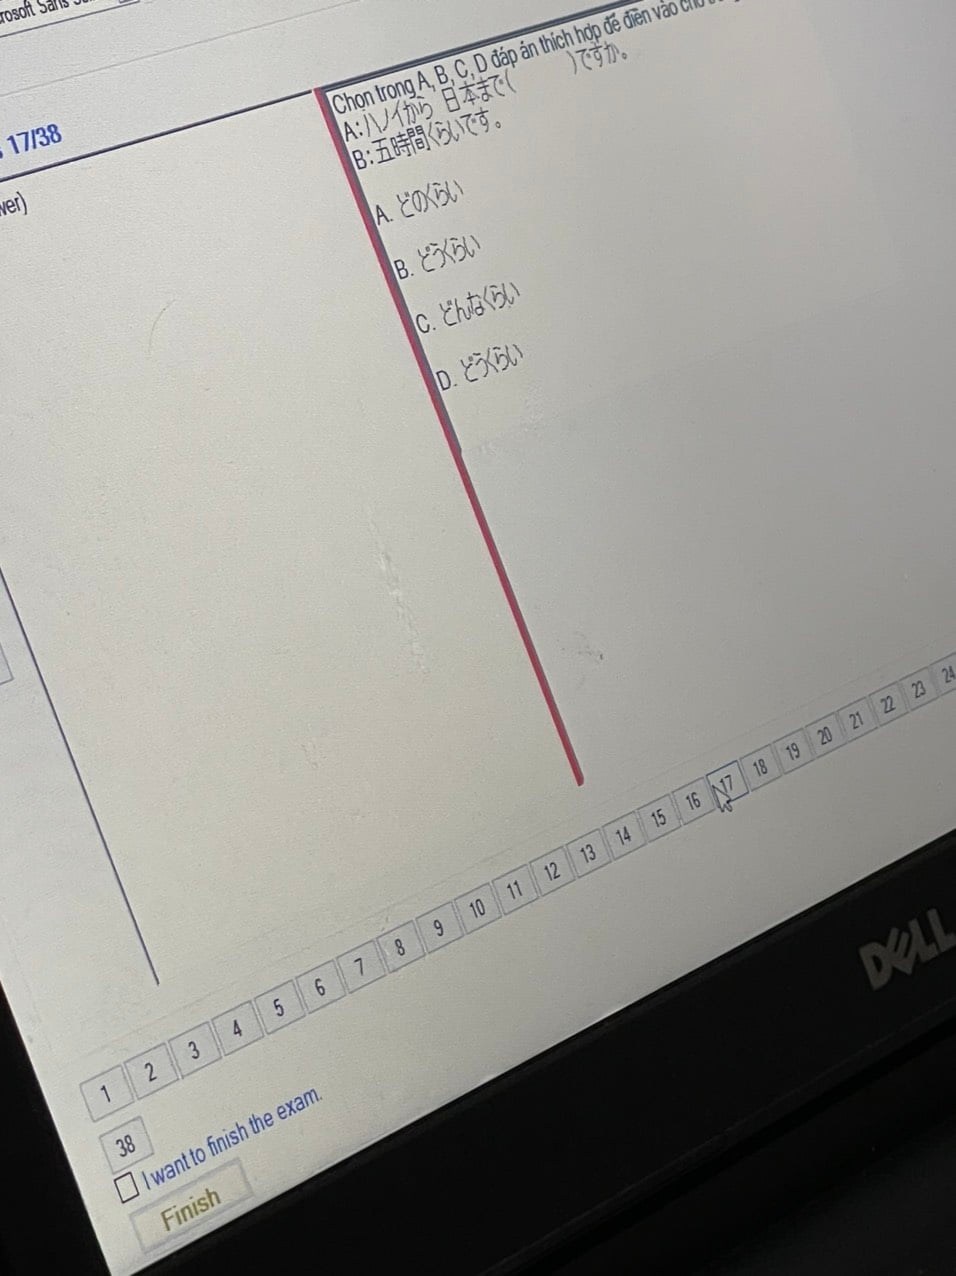 17/38
Chọn trong A, B, C, D đáp án thích hợp để điền vào
A: ハノイから 日本まで( )ですか。
B: 五時間くらいです。
A. どのくらい
B. どうくらい
C. どんなくらい
D. どうくらい
1 2 3 4 5 6 7 8 9 10 11 12 13 14 15 16 17 18 19 20 21 22 23 24
38
I want to finish the exam.
Finish
DELL